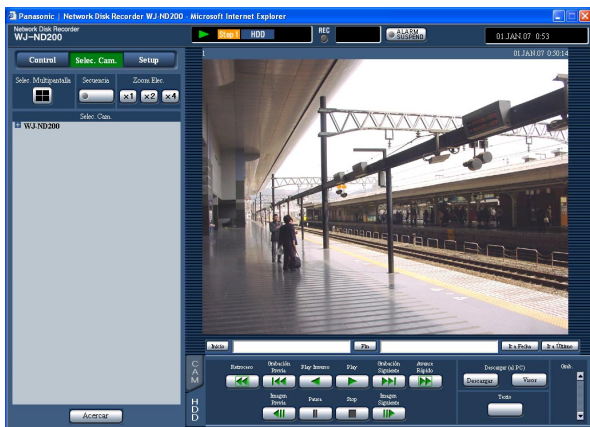 Panasonic | Network Disk Recorder WJ-ND200 - Microsoft Internet Explorer
Network Disk Recorder
WJ-ND200
Step 1 HDD
REC
ALARM
SUSPEND
01.JAN.07 0:53
Control Selec. Cam. Setup
Selec. Multipantalla Secuencia Zoom Elec.
x1 x2 x4
Selec. Cam.
WJ-ND200
1
01.JAN.07 0:50:14
Inicio Fin Ir a Fecha Ir a Último
CAM
HDD
Retroceso Grabación Previa Play Inverso Play Grabación Siguiente Avance Rápido
Imagen Previa Pausa Stop Imagen Siguiente
Descargar (al PC)
Descargar Visor
Texto
Grab.
Acercar